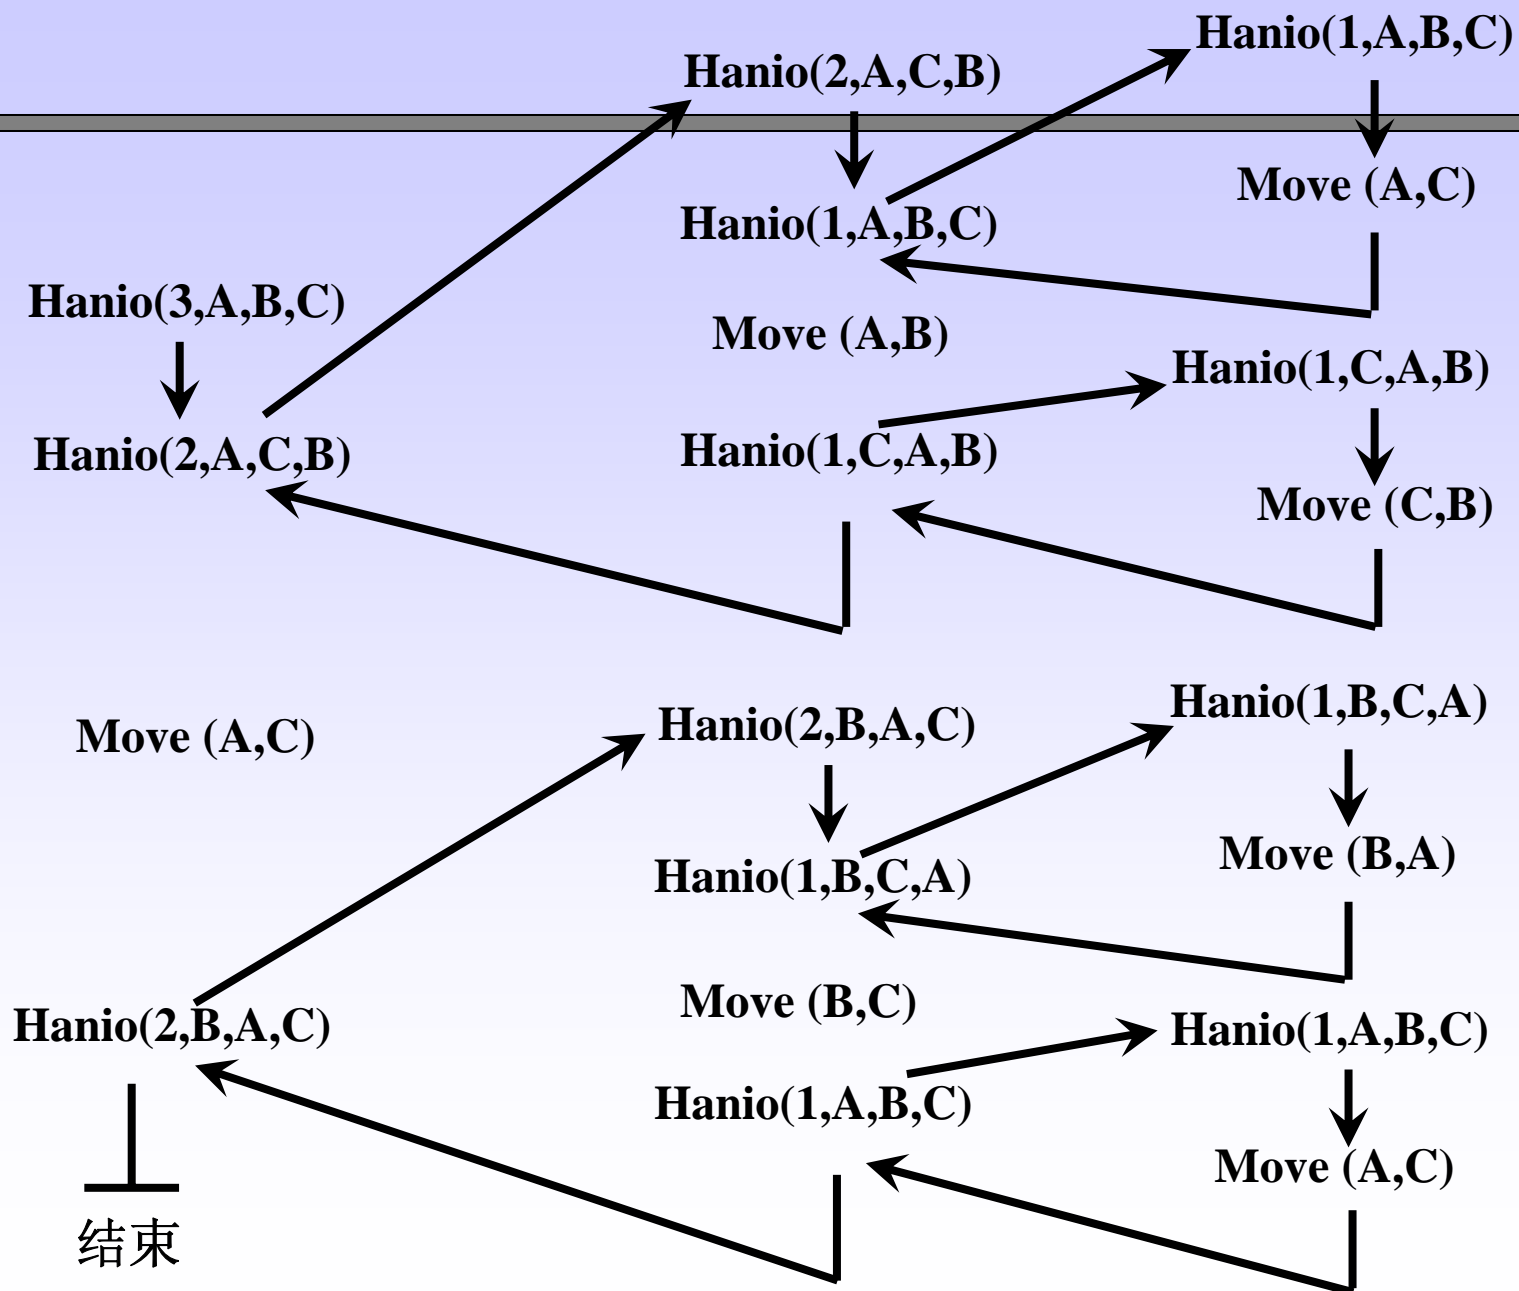 Hanio(3,A,B,C)
Hanio(2,A,C,B)
Move (A,C)
Hanio(2,B,A,C)
结束
Hanio(2,A,C,B)
Hanio(1,A,B,C)
Move (A,B)
Hanio(1,C,A,B)
Hanio(2,B,A,C)
Hanio(1,B,C,A)
Move (B,C)
Hanio(1,A,B,C)
Hanio(1,A,B,C)
Move (A,C)
Hanio(1,C,A,B)
Move (C,B)
Hanio(1,B,C,A)
Move (B,A)
Hanio(1,A,B,C)
Move (A,C)